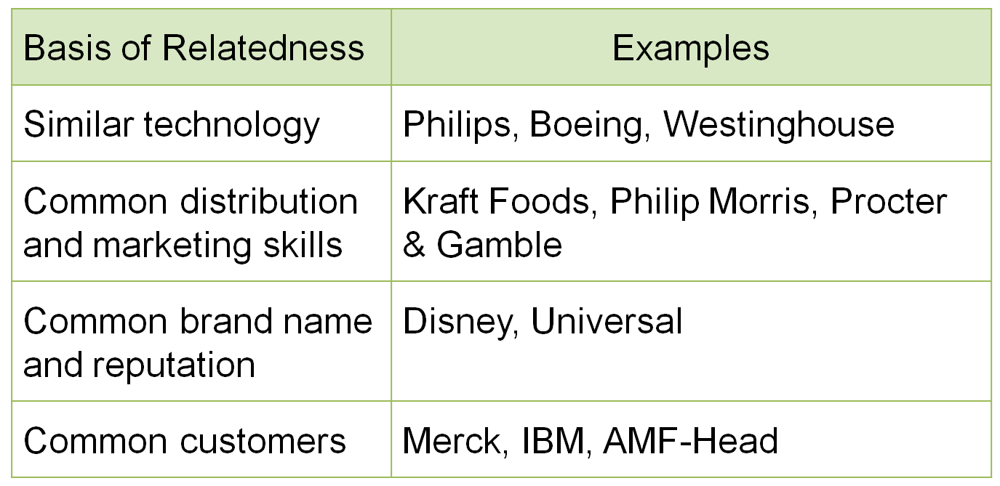 Basis of Relatedness
Examples
Similar technology
Philips, Boeing, Westinghouse
Common distribution
and marketing skills
Kraft Foods, Philip Morris, Procter
& Gamble
Common brand name
and reputation
Disney, Universal
Common customers
Merck, IBM, AMF-Head